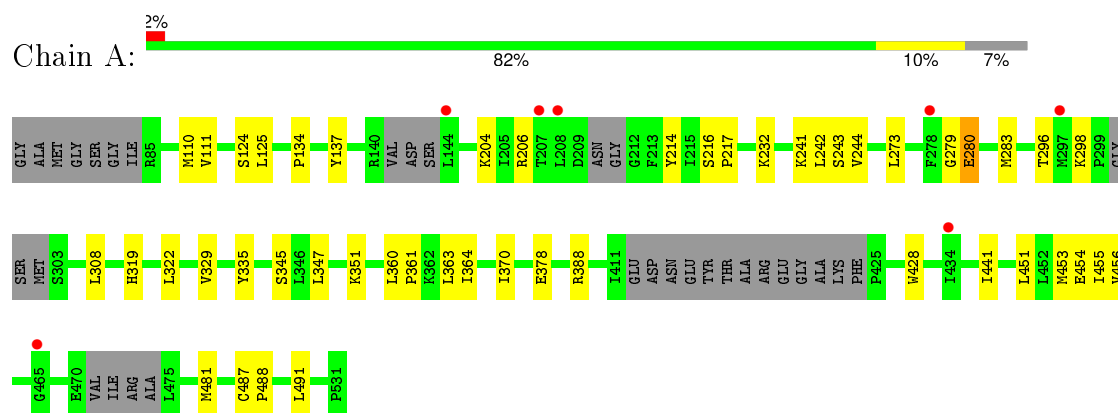 2%
Chain A:
82% 10% 7%
GLY ALA MET GLY SER GLY ILE R85 M110 V111 S124 L125 P134 Y137 R140 VAL ASP SER L144 K204 I205 R206 T207 L208 D209 ASN GLY G212 F213 Y214 I215 S216 P217 K232 K241 L242 S243 V244 L273 F278 G279 E280 M283 T296 M297 K298 P299 GLY
SER MET S303 L308 H319 L322 V329 Y335 S345 L346 L347 K351 L360 P361 K362 L363 I364 I370 E378 R388 I411 GLU ASP ASN GLU TYR THR ALA ARG GLU GLY ALA LYS PHE P425 W428 I434 I441 L451 L452 M453 E454 I455 V456
G465 E470 VAL ILE ARG ALA L475 M481 C487 P488 L491 P531